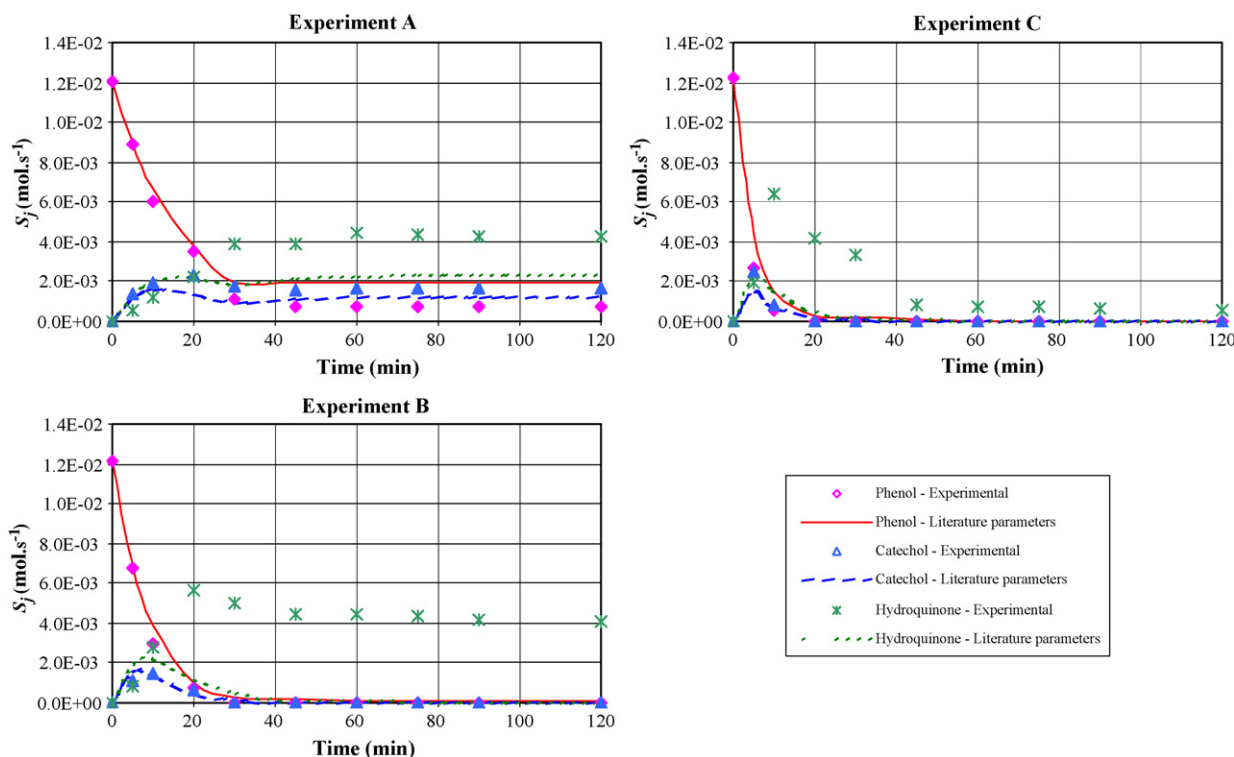 Experiment A
1.4E-02
1.2E-02
1.0E-02
8.0E-03
6.0E-03
4.0E-03
2.0E-03
0.0E+00
Sj (mol.s-1)
0 20 40 60 80 100 120
Time (min)
Experiment C
1.4E-02
1.2E-02
1.0E-02
8.0E-03
6.0E-03
4.0E-03
2.0E-03
0.0E+00
Sj (mol.s-1)
0 20 40 60 80 100 120
Time (min)
Experiment B
1.4E-02
1.2E-02
1.0E-02
8.0E-03
6.0E-03
4.0E-03
2.0E-03
0.0E+00
Sj (mol.s-1)
0 20 40 60 80 100 120
Time (min)
Phenol - Experimental
Phenol - Literature parameters
Catechol - Experimental
Catechol - Literature parameters
Hydroquinone - Experimental
Hydroquinone - Literature parameters